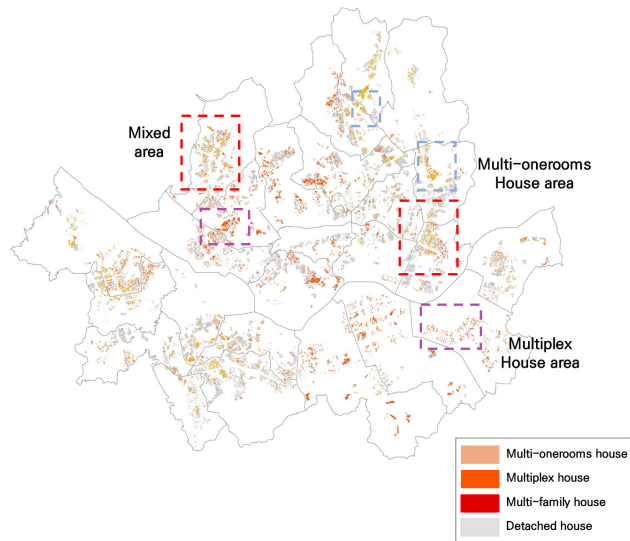 Mixed
area
Multi-onerooms
House area
Multiplex
House area
Multi-onerooms house
Multiplex house
Multi-family house
Detached house